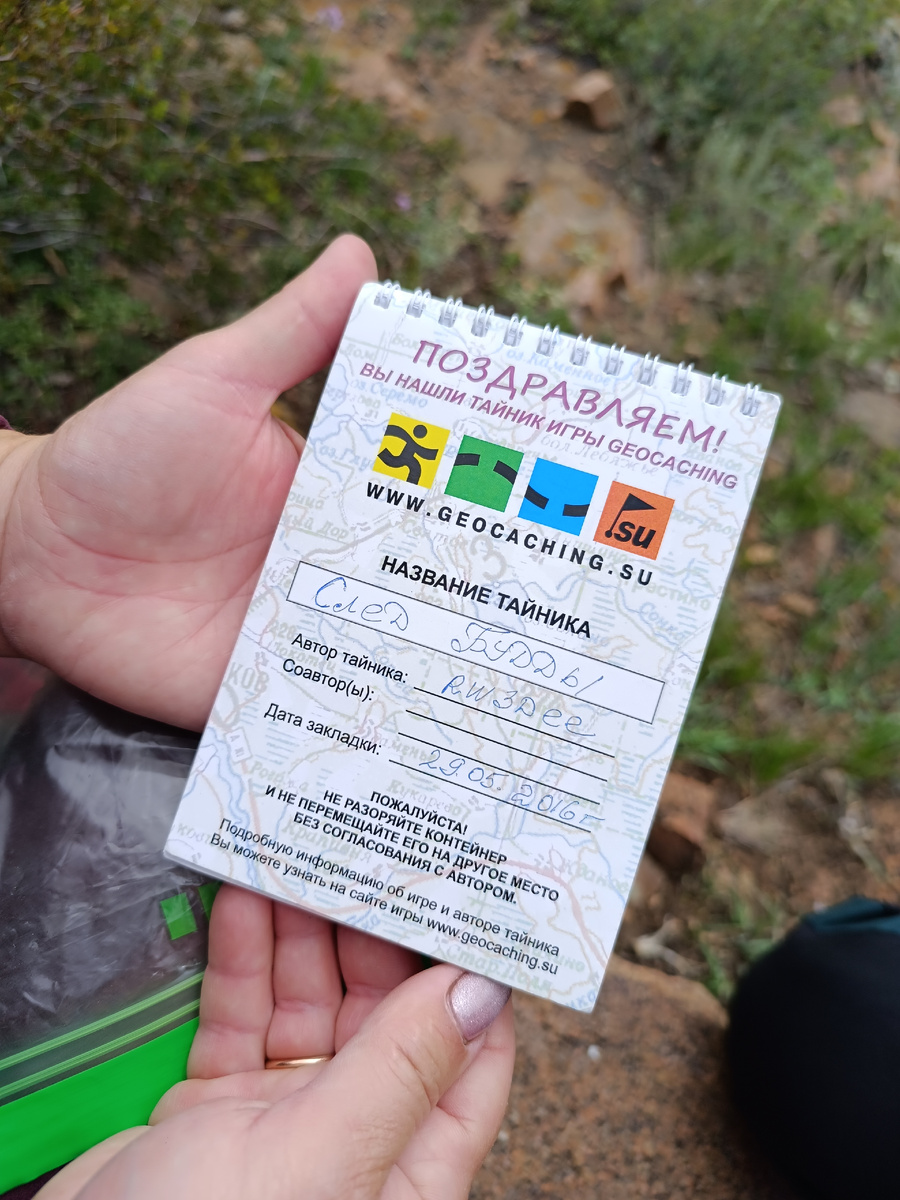 ПОЗДРАВЛЯЕМ!
ВЫ НАШЛИ ТАЙНИК ИГРЫ GEOCACHING
.su
WWW.GEOCACHING.SU
НАЗВАНИЕ ТАЙНИКА
След Будды
Автор тайника: RW3DEE
Соавтор(ы):
Дата закладки: 29.05.2016г
ПОЖАЛУЙСТА!
НЕ РАЗОРЯЙТЕ КОНТЕЙНЕР
И НЕ ПЕРЕМЕЩАЙТЕ ЕГО НА ДРУГОЕ МЕСТО
БЕЗ СОГЛАСОВАНИЯ С АВТОРОМ.
Подробную информацию об игре и авторе тайника
Вы можете узнать на сайте игры www.geocaching.su